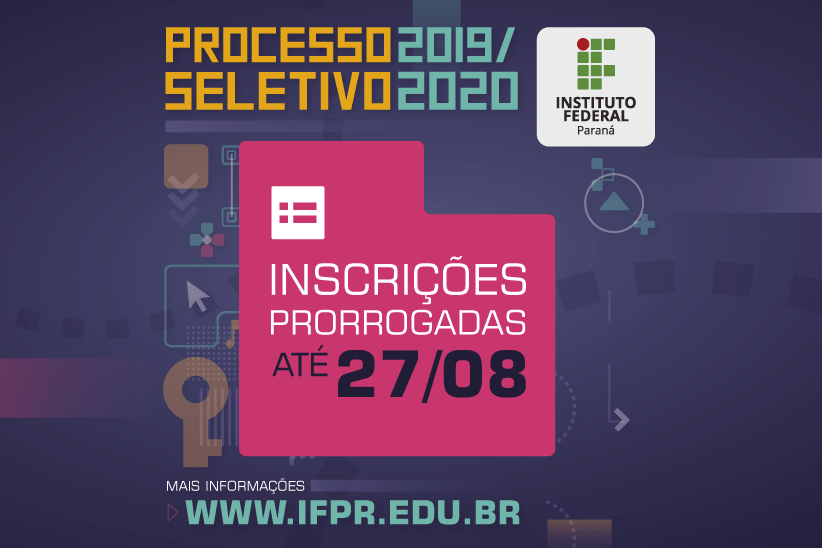 PROCESSO 2019/
SELETIVO 2020
INSTITUTO
FEDERAL
Paraná
INSCRIÇÕES
PRORROGADAS
ATÉ 27/08
MAIS INFORMAÇÕES
WWW.IFPR.EDU.BR